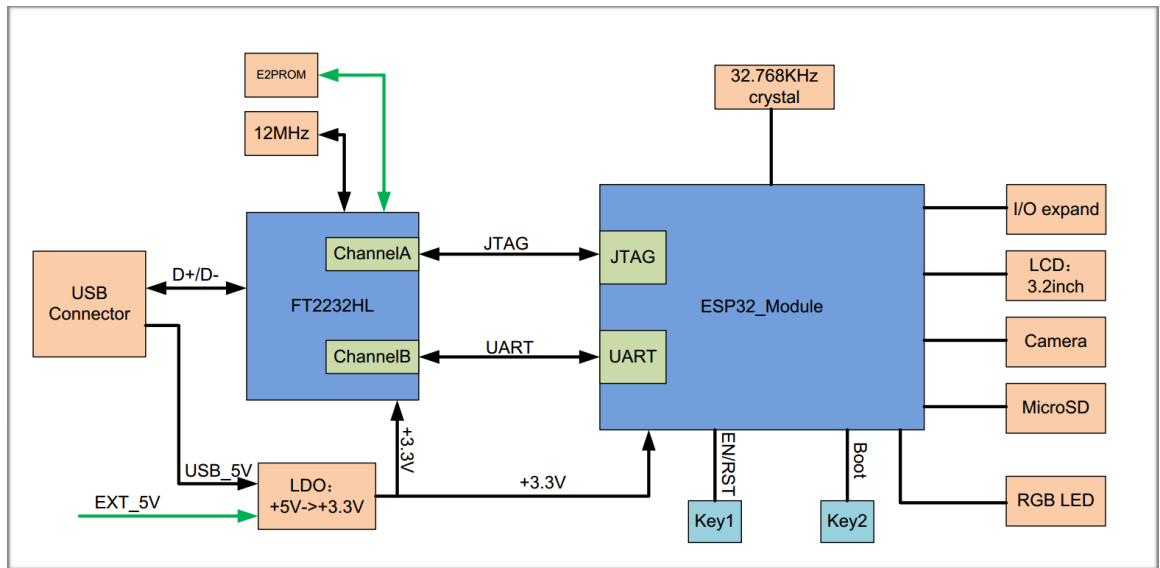 E2PROM
12MHz
32.768KHz
crystal
USB
Connector
D+/D-
FT2232HL
ChannelA
ChannelB
JTAG
UART
JTAG
UART
ESP32_Module
I/O expand
LCD：
3.2inch
Camera
MicroSD
RGB LED
USB_5V
EXT_5V
LDO：
+5V->+3.3V
+3.3V
+3.3V
EN/RST
Boot
Key1
Key2